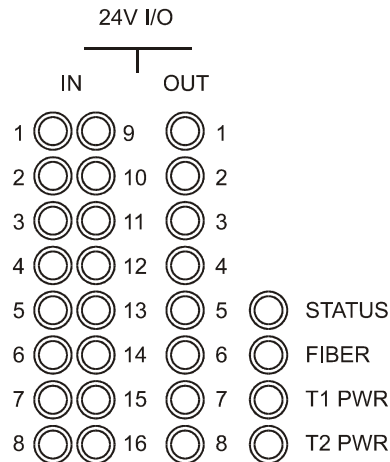 24V I/O
IN OUT
1 9 1
2 10 2
3 11 3
4 12 4
5 13 5 STATUS
6 14 6 FIBER
7 15 7 T1 PWR
8 16 8 T2 PWR